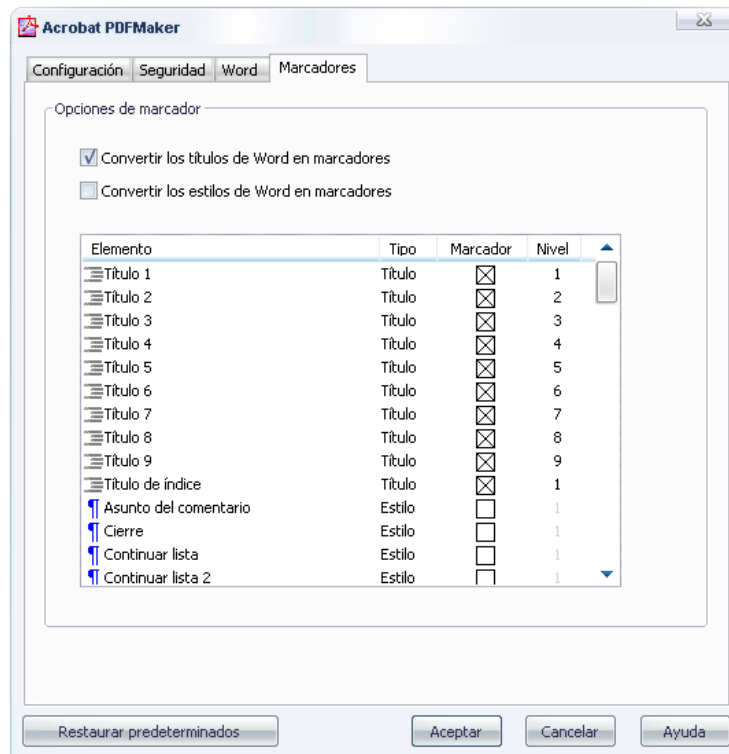 Acrobat PDFMaker
Configuración Seguridad Word Marcadores
Opciones de marcador
Convertir los títulos de Word en marcadores
Convertir los estilos de Word en marcadores
Elemento Tipo Marcador Nivel
Título 1 Título 1
Título 2 Título 2
Título 3 Título 3
Título 4 Título 4
Título 5 Título 5
Título 6 Título 6
Título 7 Título 7
Título 8 Título 8
Título 9 Título 9
Título de índice Título 1
¶ Asunto del comentario Estilo 1
¶ Cierre Estilo 1
¶ Continuar lista Estilo 1
¶ Continuar lista 2 Estilo 1
Restaurar predeterminados Aceptar Cancelar Ayuda